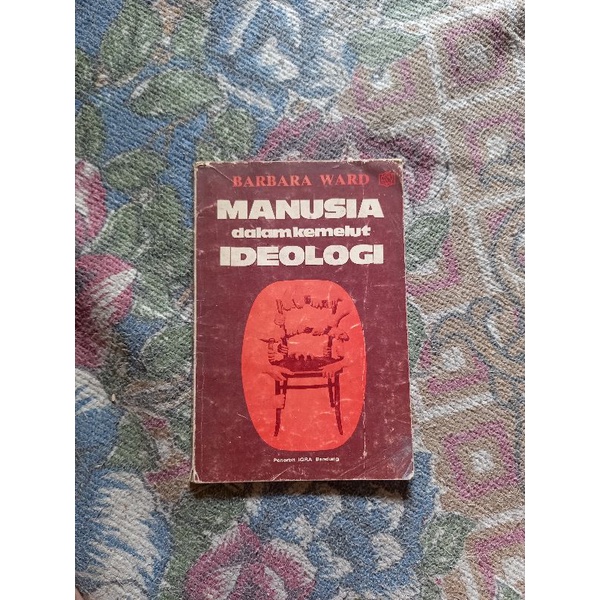 BARBARA WARD
MANUSIA
dalam kemelut
IDEOLOGI
Penerbit IQRA Bandung